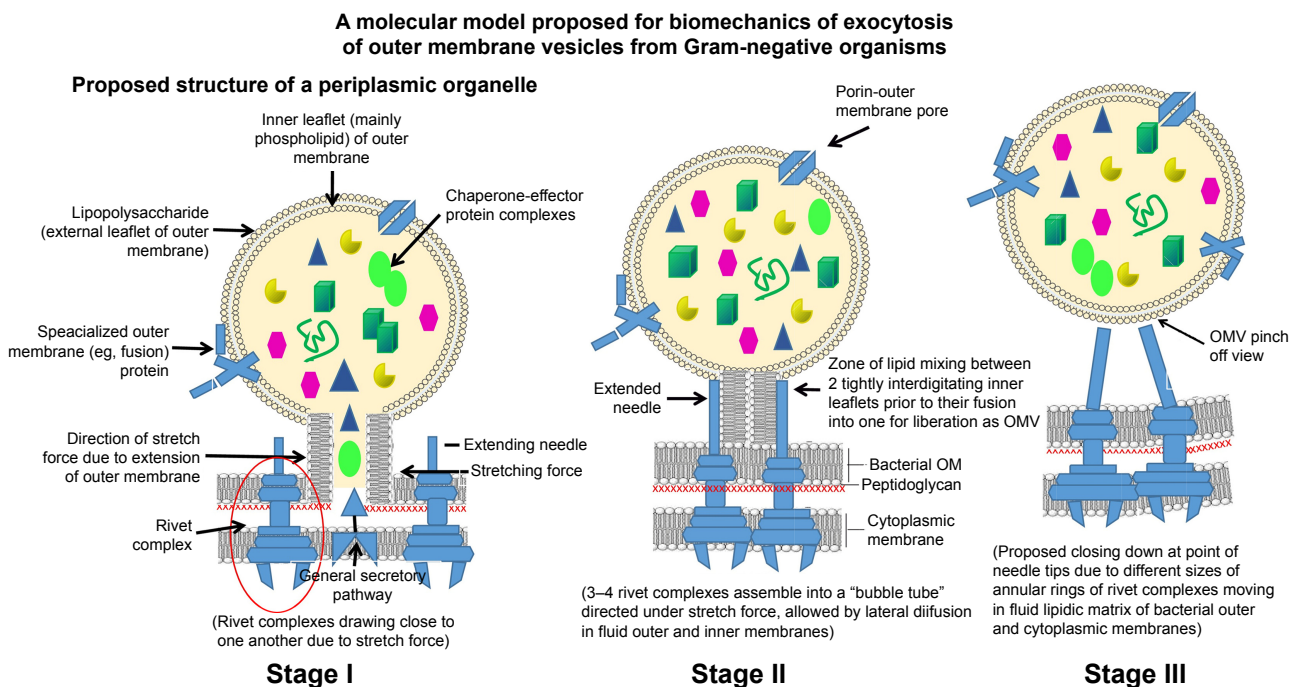 A molecular model proposed for biomechanics of exocytosis
of outer membrane vesicles from Gram-negative organisms
Proposed structure of a periplasmic organelle
Inner leaflet (mainly
phospholipid) of outer
membrane
Chaperone-effector
protein complexes
Lipopolysaccharide
(external leaflet of outer
membrane)
Speacialized outer
membrane (eg, fusion)
protein
Direction of stretch
force due to extension
of outer membrane
Extending needle
Stretching force
Rivet
complex
General secretory
pathway
(Rivet complexes drawing close to
one another due to stretch force)
Stage I
Porin-outer
membrane pore
Extended
needle
Zone of lipid mixing between
2 tightly interdigitating inner
leaflets prior to their fusion
into one for liberation as OMV
Bacterial OM
Peptidoglycan
Cytoplasmic
membrane
(3–4 rivet complexes assemble into a “bubble tube”
directed under stretch force, allowed by lateral diifusion
in fluid outer and inner membranes)
Stage II
OMV pinch
off view
(Proposed closing down at point of
needle tips due to different sizes of
annular rings of rivet complexes moving
in fluid lipidic matrix of bacterial outer
and cytoplasmic membranes)
Stage III